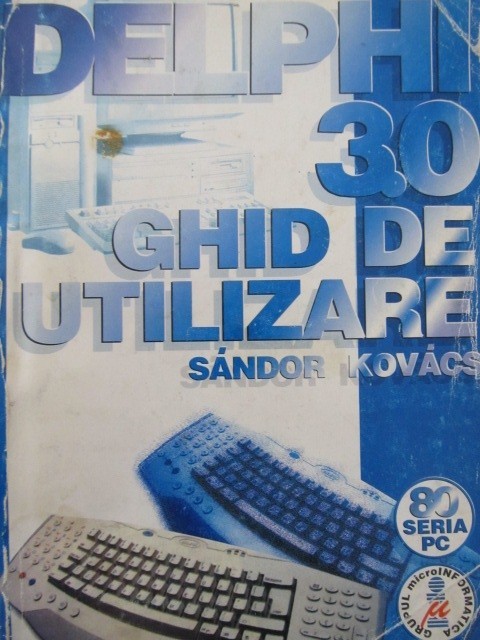 DELPHI
3.0
GHID DE
UTILIZARE
SÁNDOR KOVÁCS
80
SERIA
PC
GRUPUL microINFORMATICA
μ